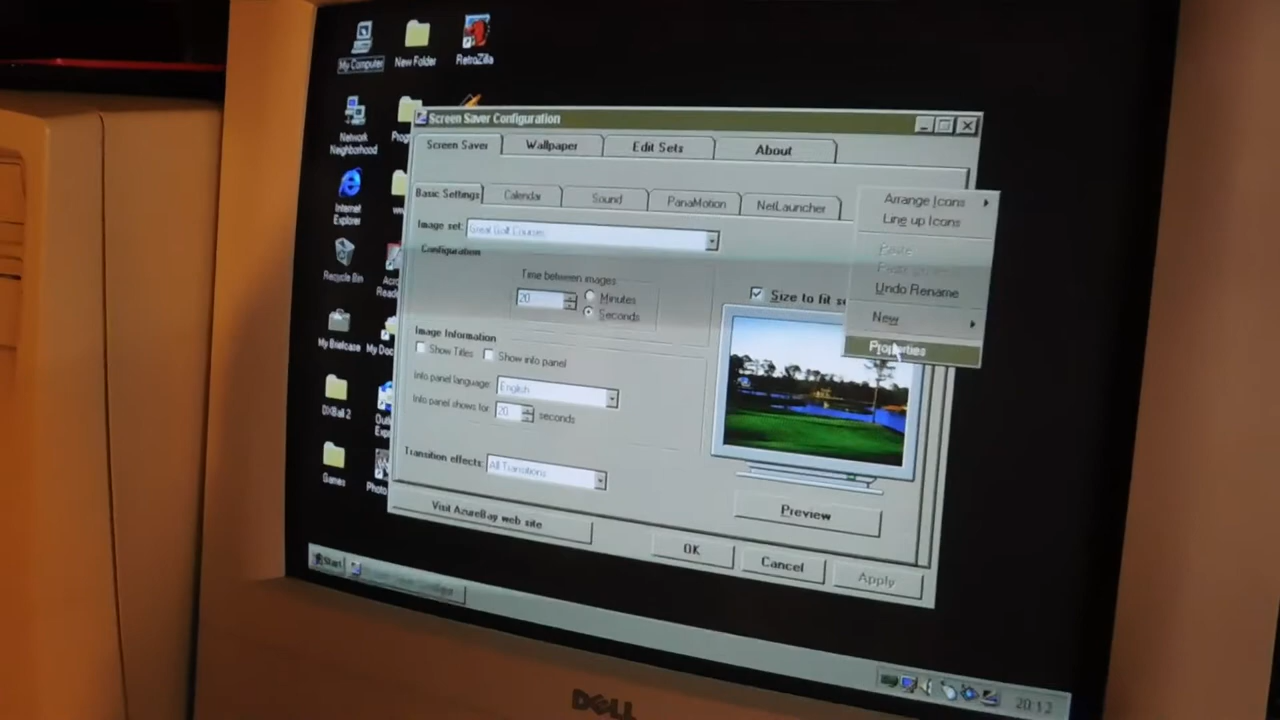 My Computer
New Folder
RetroZilla
Network
Neighborhood
Internet
Explorer
Recycle Bin
My Briefcase
DXBall 2
Games
Photo
Screen Saver Configuration
Screen Saver
Wallpaper
Edit Sets
About
Basic Settings
Calendar
Sound
PanaMotion
NetLauncher
Image set:
Great Golf Courses
Configuration
Time between images
20
Minutes
Seconds
Size to fit
Image Information
Show Titles
Show info panel
Info panel language:
English
Info panel shows for
20
seconds
Transition effects:
All Transitions
Visit AzureBay web site
Preview
OK
Cancel
Apply
Arrange Icons
Line up Icons
Paste
Undo Rename
New
Properties
Start
20:12
DELL